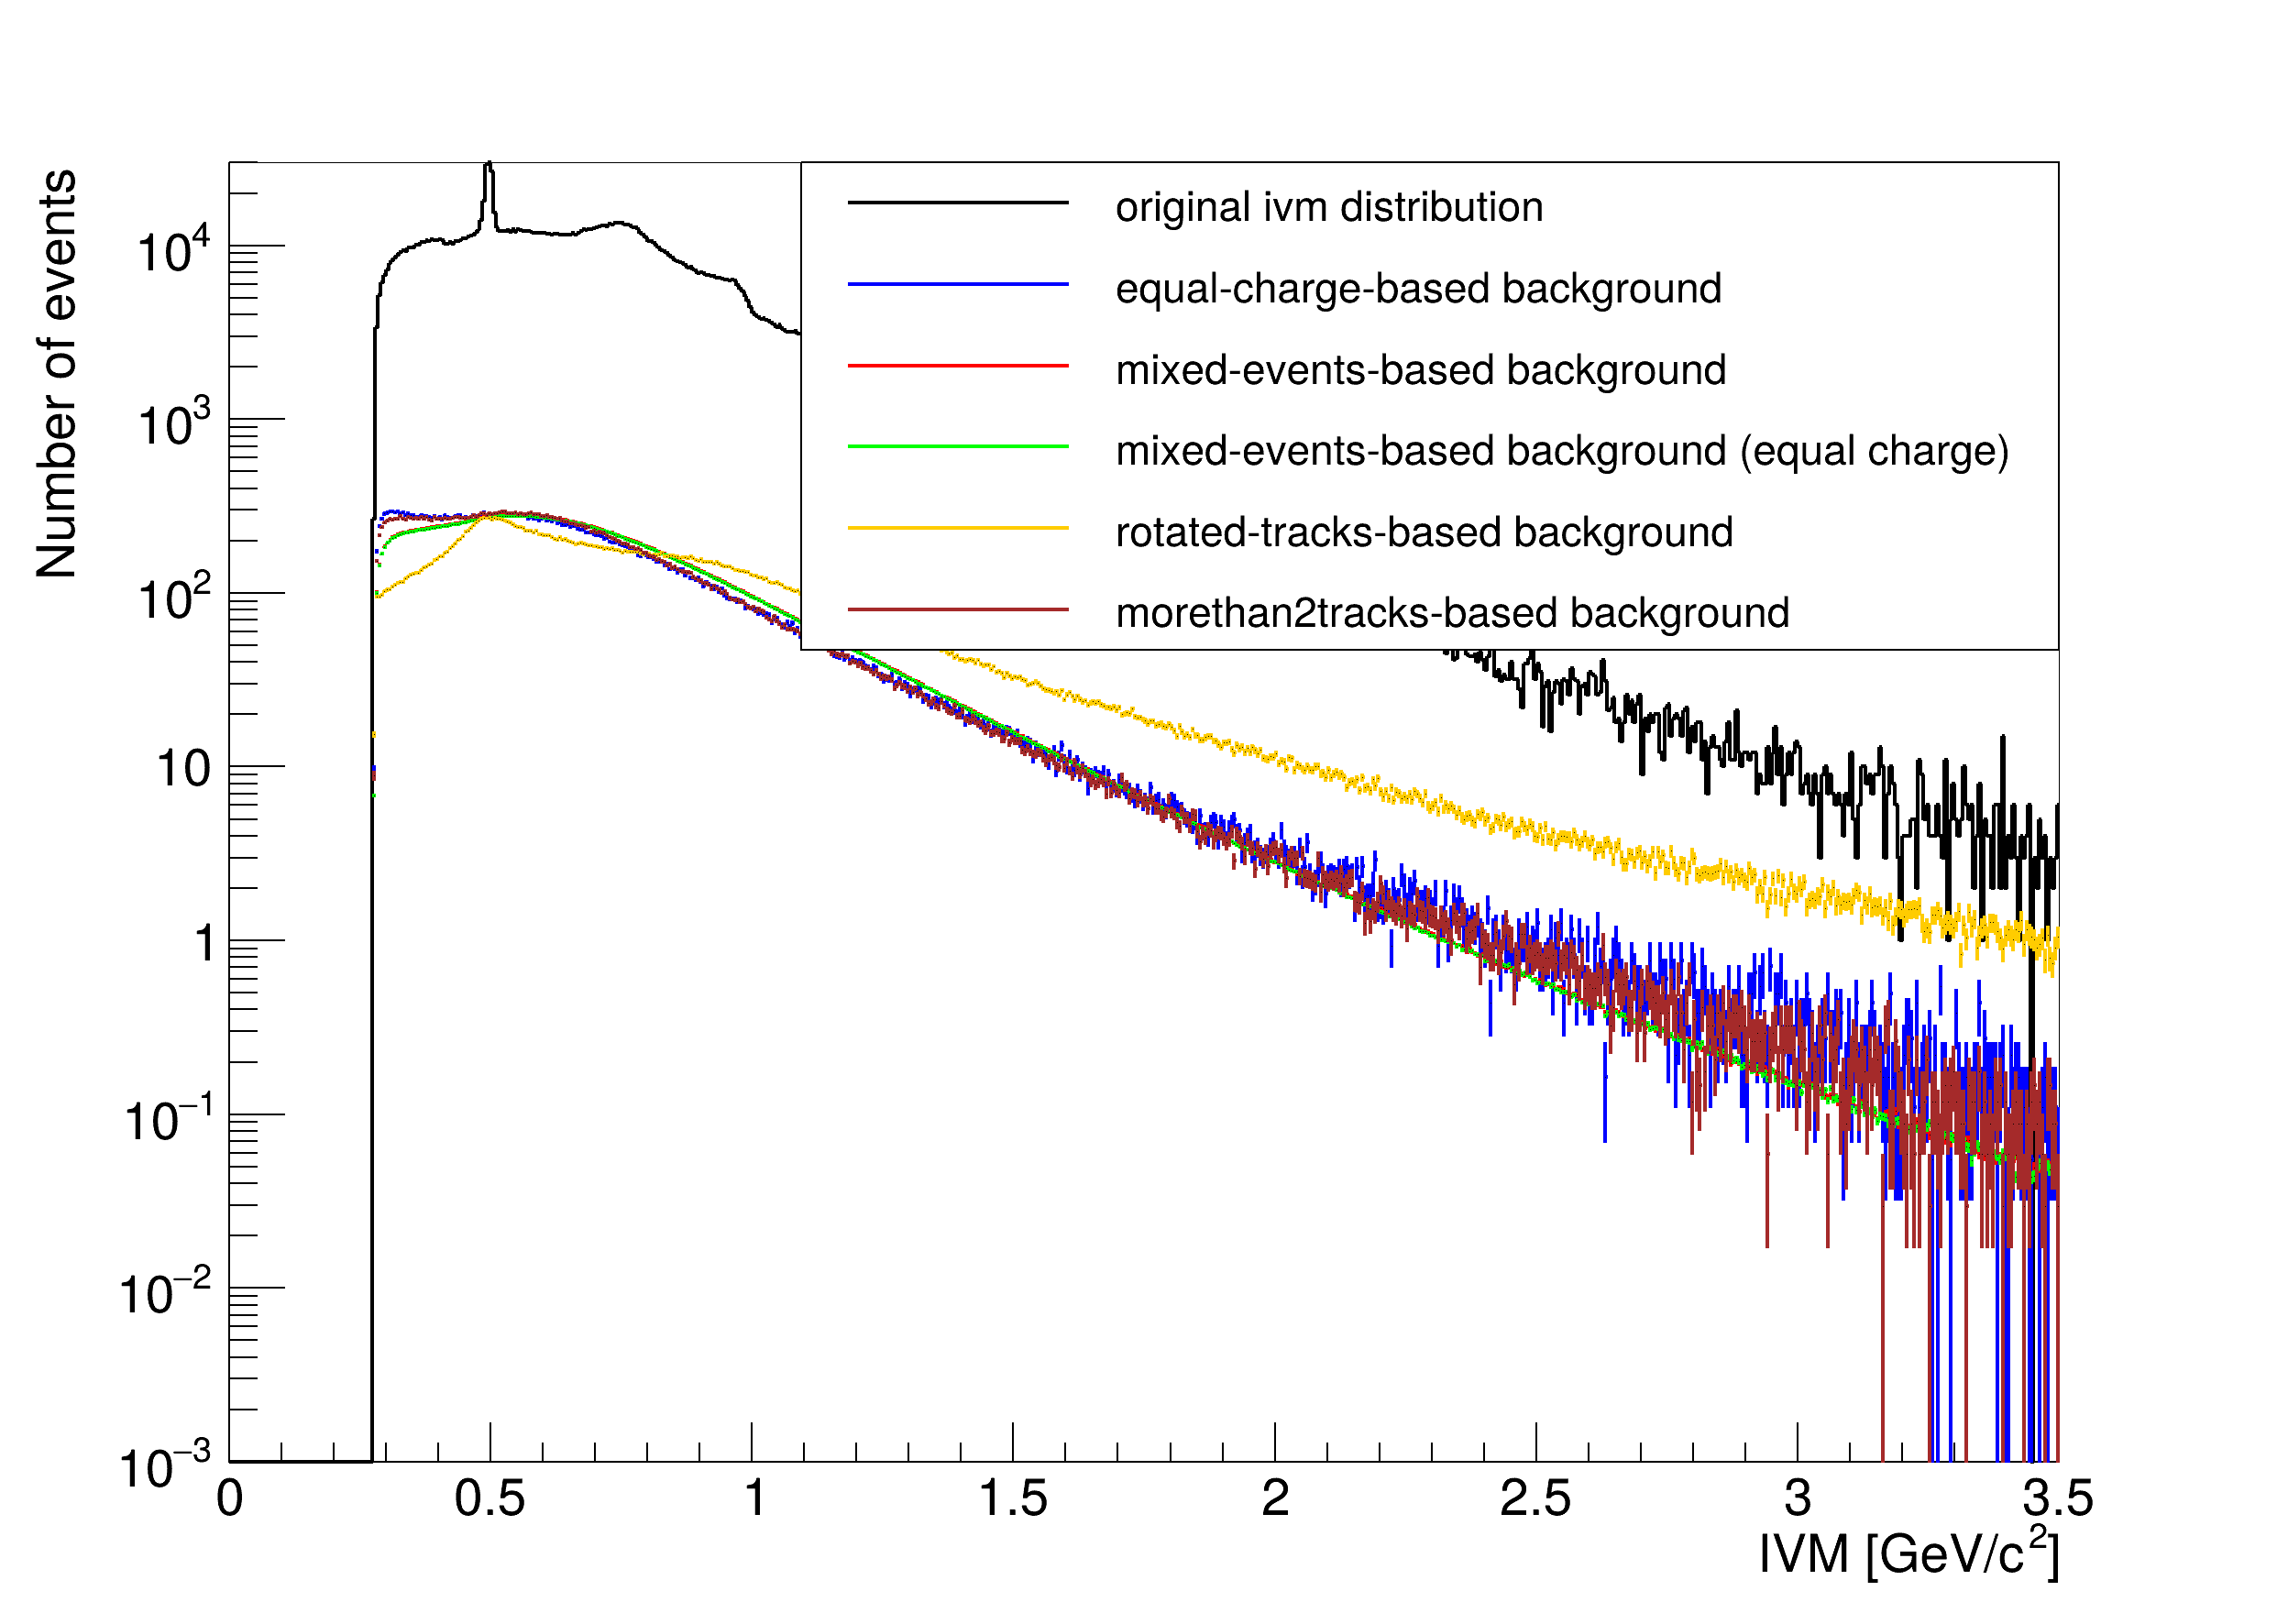 Number of events
original ivm distribution
equal-charge-based background
mixed-events-based background
mixed-events-based background (equal charge)
rotated-tracks-based background
morethan2tracks-based background
10^4
10^3
10^2
10
1
10^−1
10^−2
10^−3
0 0.5 1 1.5 2 2.5 3 3.5
IVM [GeV/c^2]